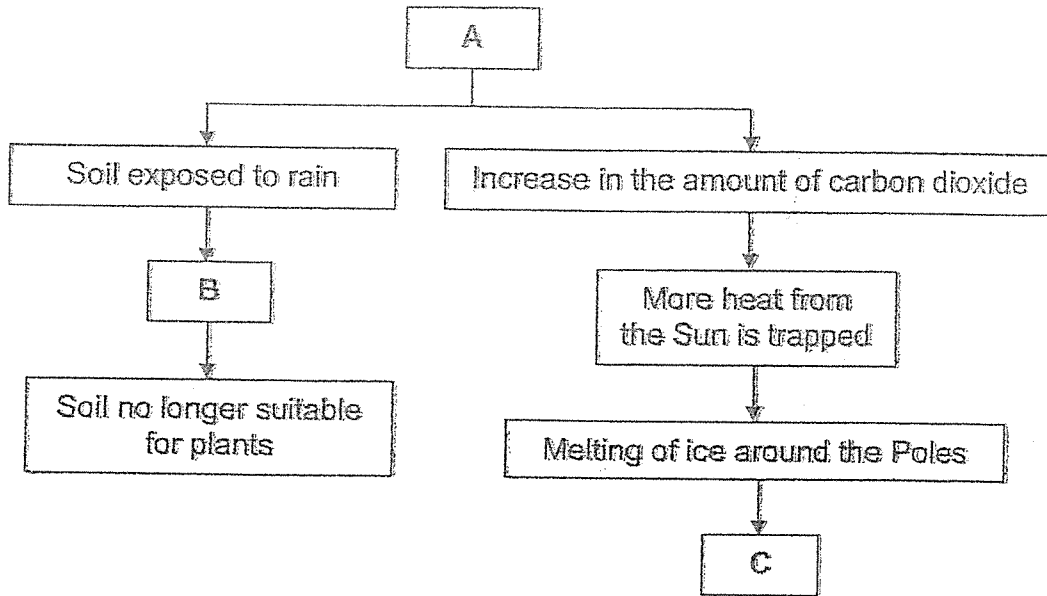 A
Soil exposed to rain
Increase in the amount of carbon dioxide
B
More heat from
the Sun is trapped
Soil no longer suitable
for plants
Melting of ice around the Poles
C